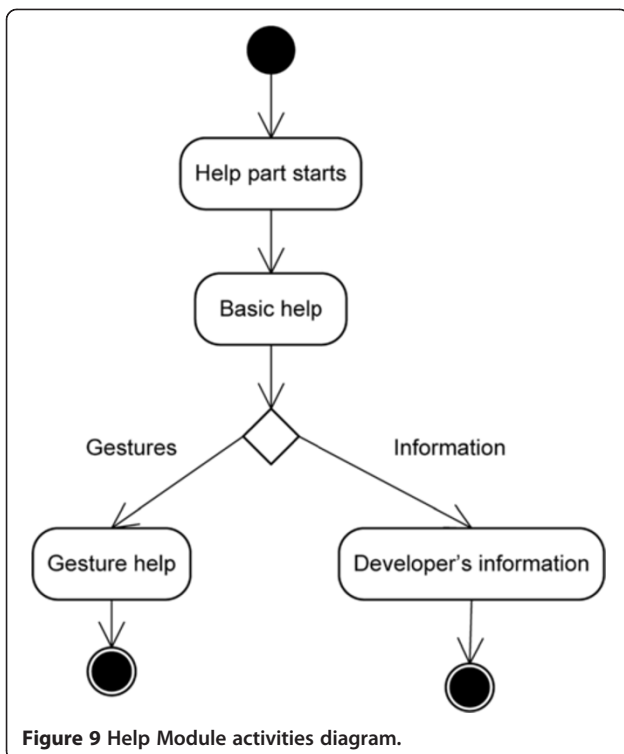 Help part starts
Basic help
Gestures
Information
Gesture help
Developer’s information
Figure 9 Help Module activities diagram.